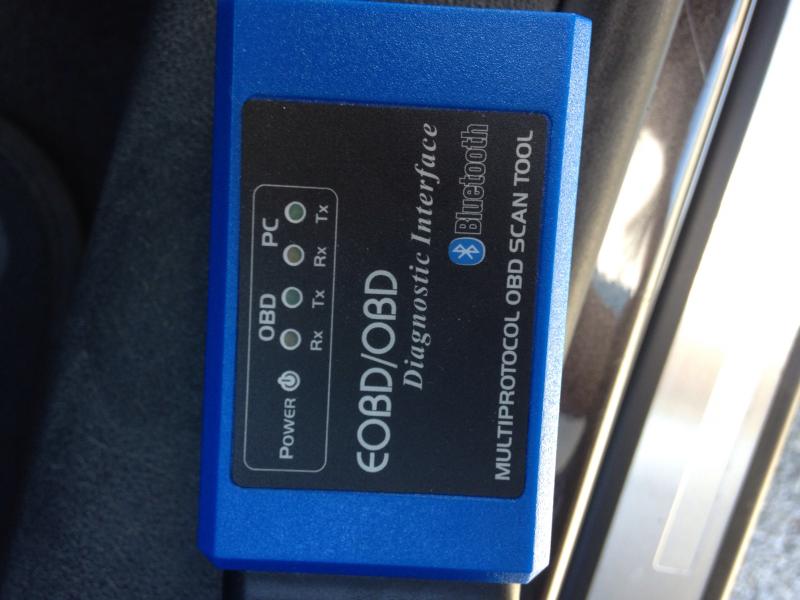 OBD PC
POWER Rx Tx Rx Tx
EOBD/OBD
Diagnostic Interface
Bluetooth
MULTIPROTOCOL OBD SCAN TOOL